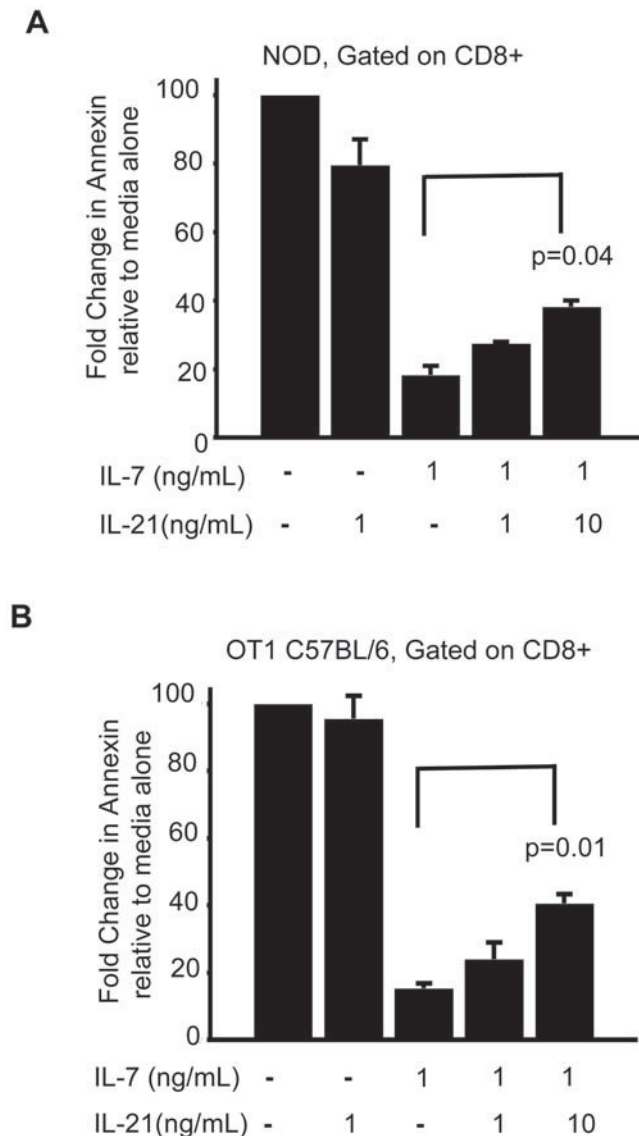 A
NOD, Gated on CD8+
Fold Change in Annexin
relative to media alone
100
80
60
40
20
0
p=0.04
IL-7 (ng/mL) - - 1 1 1
IL-21(ng/mL) - 1 - 1 10
B
OT1 C57BL/6, Gated on CD8+
Fold Change in Annexin
relative to media alone
100
80
60
40
20
0
p=0.01
IL-7 (ng/mL) - - 1 1 1
IL-21(ng/mL) - 1 - 1 10